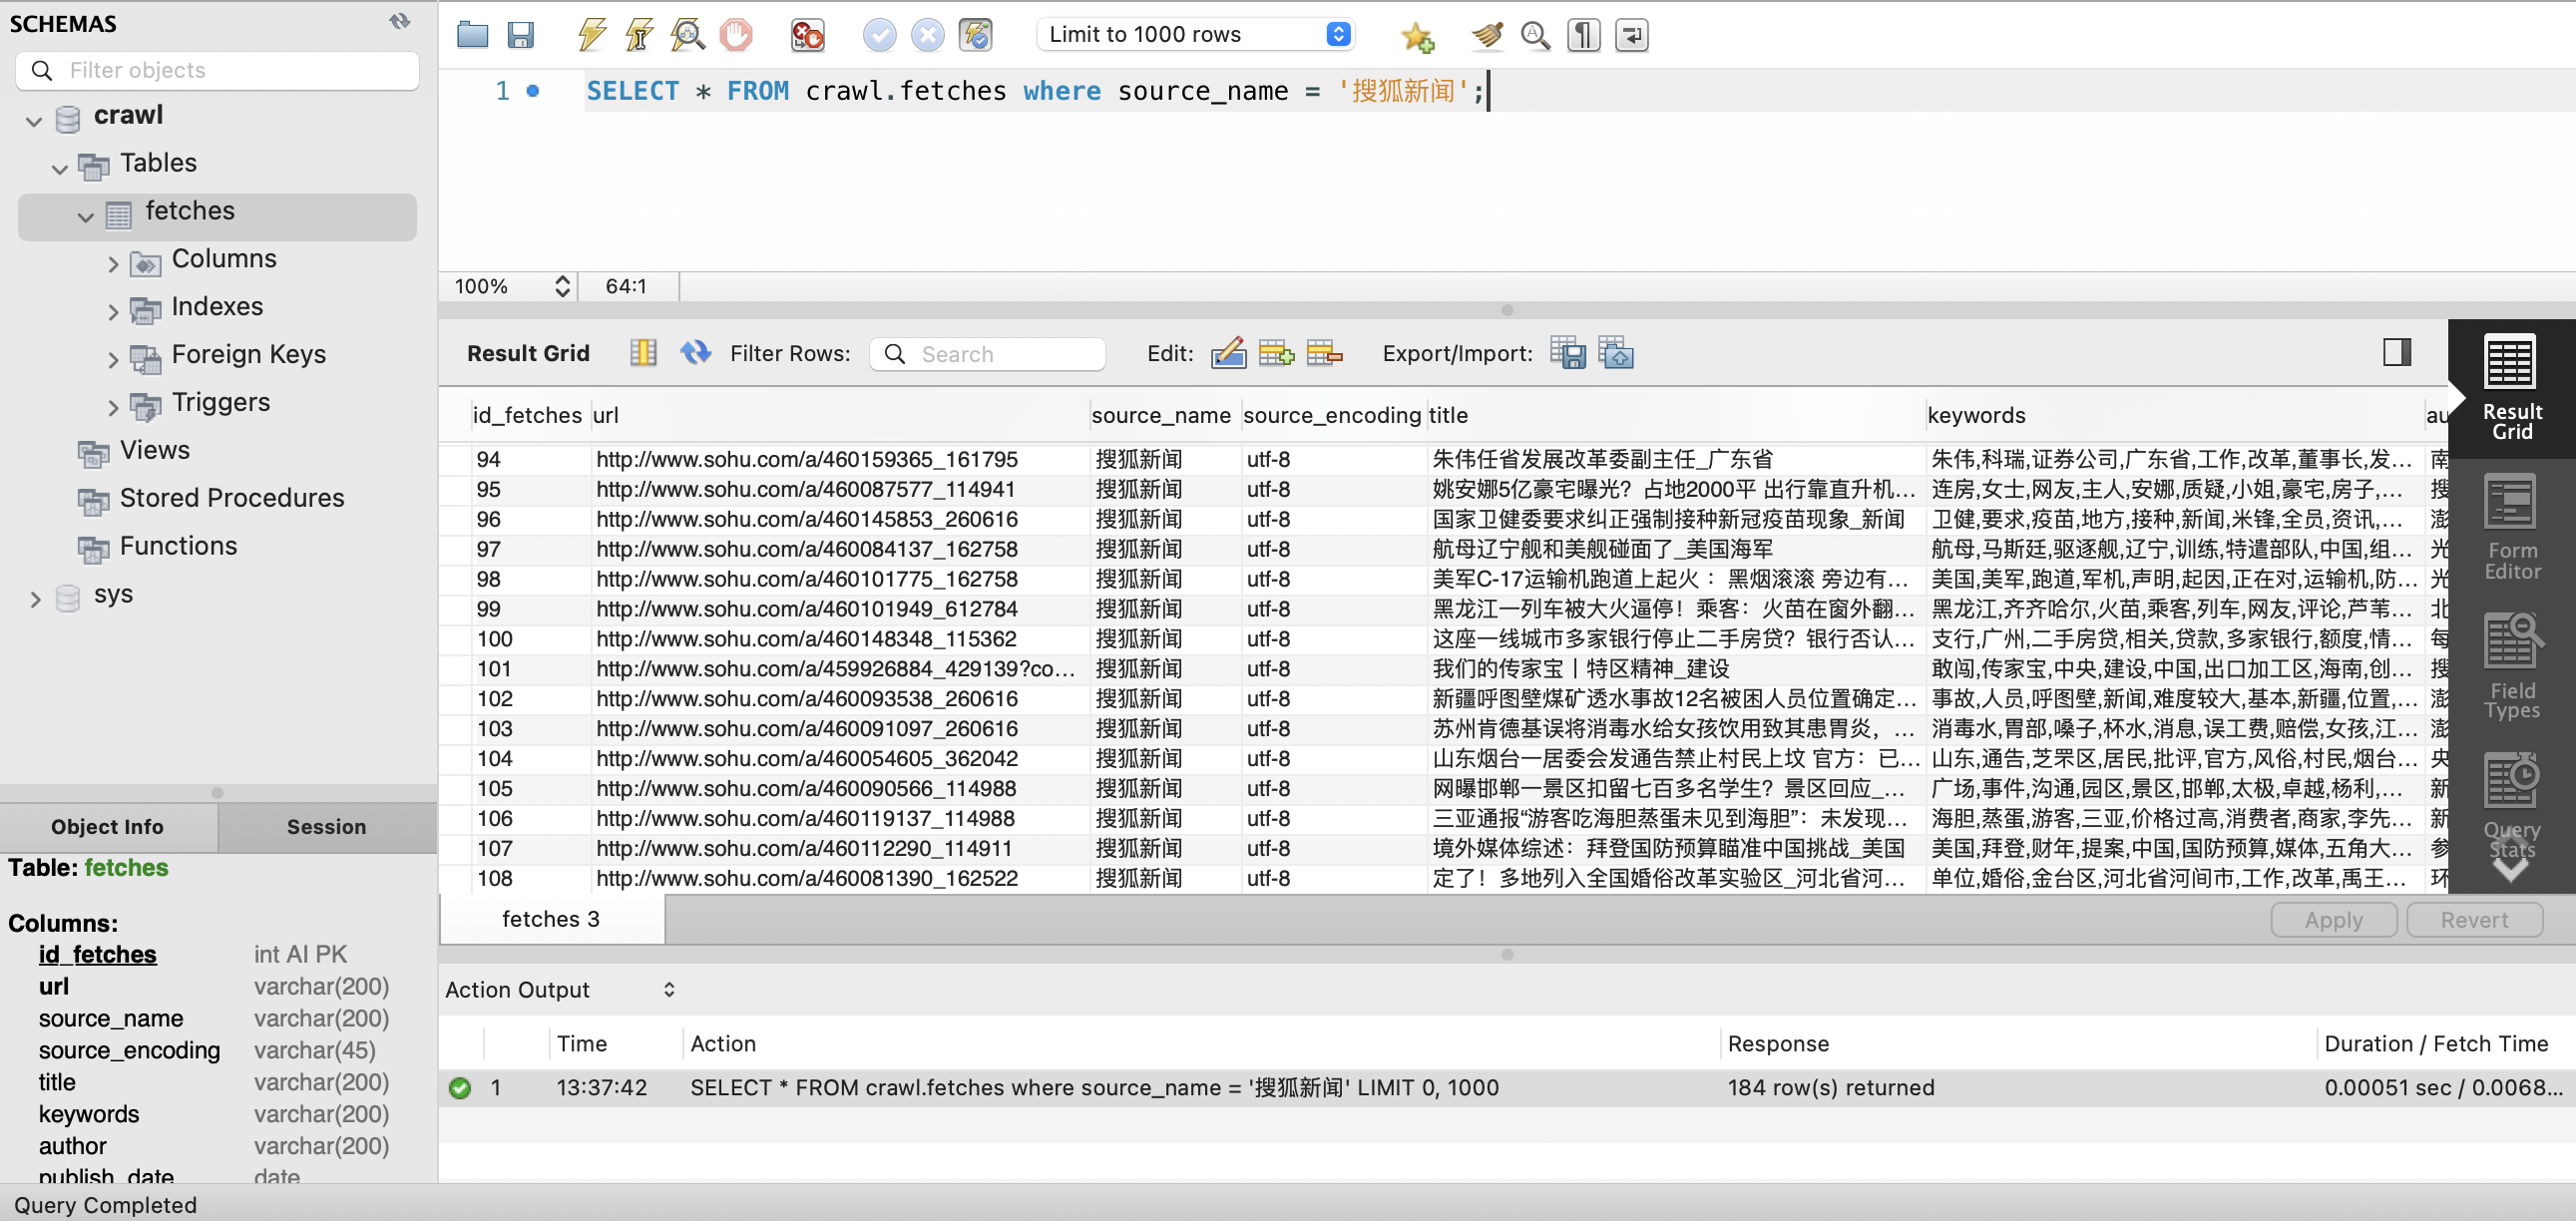 SCHEMAS
Filter objects
crawl
Tables
fetches
Columns
Indexes
Foreign Keys
Triggers
Views
Stored Procedures
Functions
sys
Object Info Session
Table: fetches
Columns:
id_fetches int AI PK
url varchar(200)
source_name varchar(200)
source_encoding varchar(45)
title varchar(200)
keywords varchar(200)
author varchar(200)
publish_date date
Query Completed
Limit to 1000 rows
1 SELECT * FROM crawl.fetches where source_name = '搜狐新闻';
100% 64:1
Result Grid Filter Rows: Search Edit: Export/Import:
id_fetches url source_name source_encoding title keywords au
94 http://www.sohu.com/a/460159365_161795 搜狐新闻 utf-8 朱伟任省发展改革委副主任_广东省 朱伟,科瑞,证券公司,广东省,工作,改革,董事长,发... 南
95 http://www.sohu.com/a/460087577_114941 搜狐新闻 utf-8 姚安娜5亿豪宅曝光？占地2000平 出行靠直升机... 连房,女士,网友,主人,安娜,质疑,小姐,豪宅,房子,... 搜
96 http://www.sohu.com/a/460145853_260616 搜狐新闻 utf-8 国家卫健委要求纠正强制接种新冠疫苗现象_新闻 卫健,要求,疫苗,地方,接种,新闻,米锋,全员,资讯,... 澎
97 http://www.sohu.com/a/460084137_162758 搜狐新闻 utf-8 航母辽宁舰和美舰碰面了_美国海军 航母,马斯廷,驱逐舰,辽宁,训练,特遣部队,中国,组... 光
98 http://www.sohu.com/a/460101775_162758 搜狐新闻 utf-8 美军C-17运输机跑道上起火 ：黑烟滚滚 旁边有... 美国,美军,跑道,军机,声明,起因,正在对,运输机,防... 光
99 http://www.sohu.com/a/460101949_612784 搜狐新闻 utf-8 黑龙江一列车被大火逼停！乘客：火苗在窗外翻... 黑龙江,齐齐哈尔,火苗,乘客,列车,网友,评论,芦苇... 北
100 http://www.sohu.com/a/460148348_115362 搜狐新闻 utf-8 这座一线城市多家银行停止二手房贷？银行否认... 支行,广州,二手房贷,相关,贷款,多家银行,额度,情... 每
101 http://www.sohu.com/a/459926884_429139?co... 搜狐新闻 utf-8 我们的传家宝丨特区精神_建设 敢闯,传家宝,中央,建设,中国,出口加工区,海南,创... 搜
102 http://www.sohu.com/a/460093538_260616 搜狐新闻 utf-8 新疆呼图壁煤矿透水事故12名被困人员位置确定... 事故,人员,呼图壁,新闻,难度较大,基本,新疆,位置,... 澎
103 http://www.sohu.com/a/460091097_260616 搜狐新闻 utf-8 苏州肯德基误将消毒水给女孩饮用致其患胃炎，... 消毒水,胃部,嗓子,杯水,消息,误工费,赔偿,女孩,江... 澎
104 http://www.sohu.com/a/460054605_362042 搜狐新闻 utf-8 山东烟台一居委会发通告禁止村民上坟 官方：已... 山东,通告,芝罘区,居民,批评,官方,风俗,村民,烟台... 央
105 http://www.sohu.com/a/460090566_114988 搜狐新闻 utf-8 网曝邯郸一景区扣留七百多名学生？景区回应_... 广场,事件,沟通,园区,景区,邯郸,太极,卓越,杨利,... 新
106 http://www.sohu.com/a/460119137_114988 搜狐新闻 utf-8 三亚通报“游客吃海胆蒸蛋未见到海胆”：未发现... 海胆,蒸蛋,游客,三亚,价格过高,消费者,商家,李先... 新
107 http://www.sohu.com/a/460112290_114911 搜狐新闻 utf-8 境外媒体综述：拜登国防预算瞄准中国挑战_美国 美国,拜登,财年,提案,中国,国防预算,媒体,五角大... 参
108 http://www.sohu.com/a/460081390_162522 搜狐新闻 utf-8 定了！多地列入全国婚俗改革实验区_河北省河... 单位,婚俗,金台区,河北省河间市,工作,改革,禹王... 环
Result
Grid
Form
Editor
Field
Types
Query
Stats
fetches 3 Apply Revert
Action Output
Time Action Response Duration / Fetch Time
1 13:37:42 SELECT * FROM crawl.fetches where source_name = '搜狐新闻' LIMIT 0, 1000 184 row(s) returned 0.00051 sec / 0.0068...